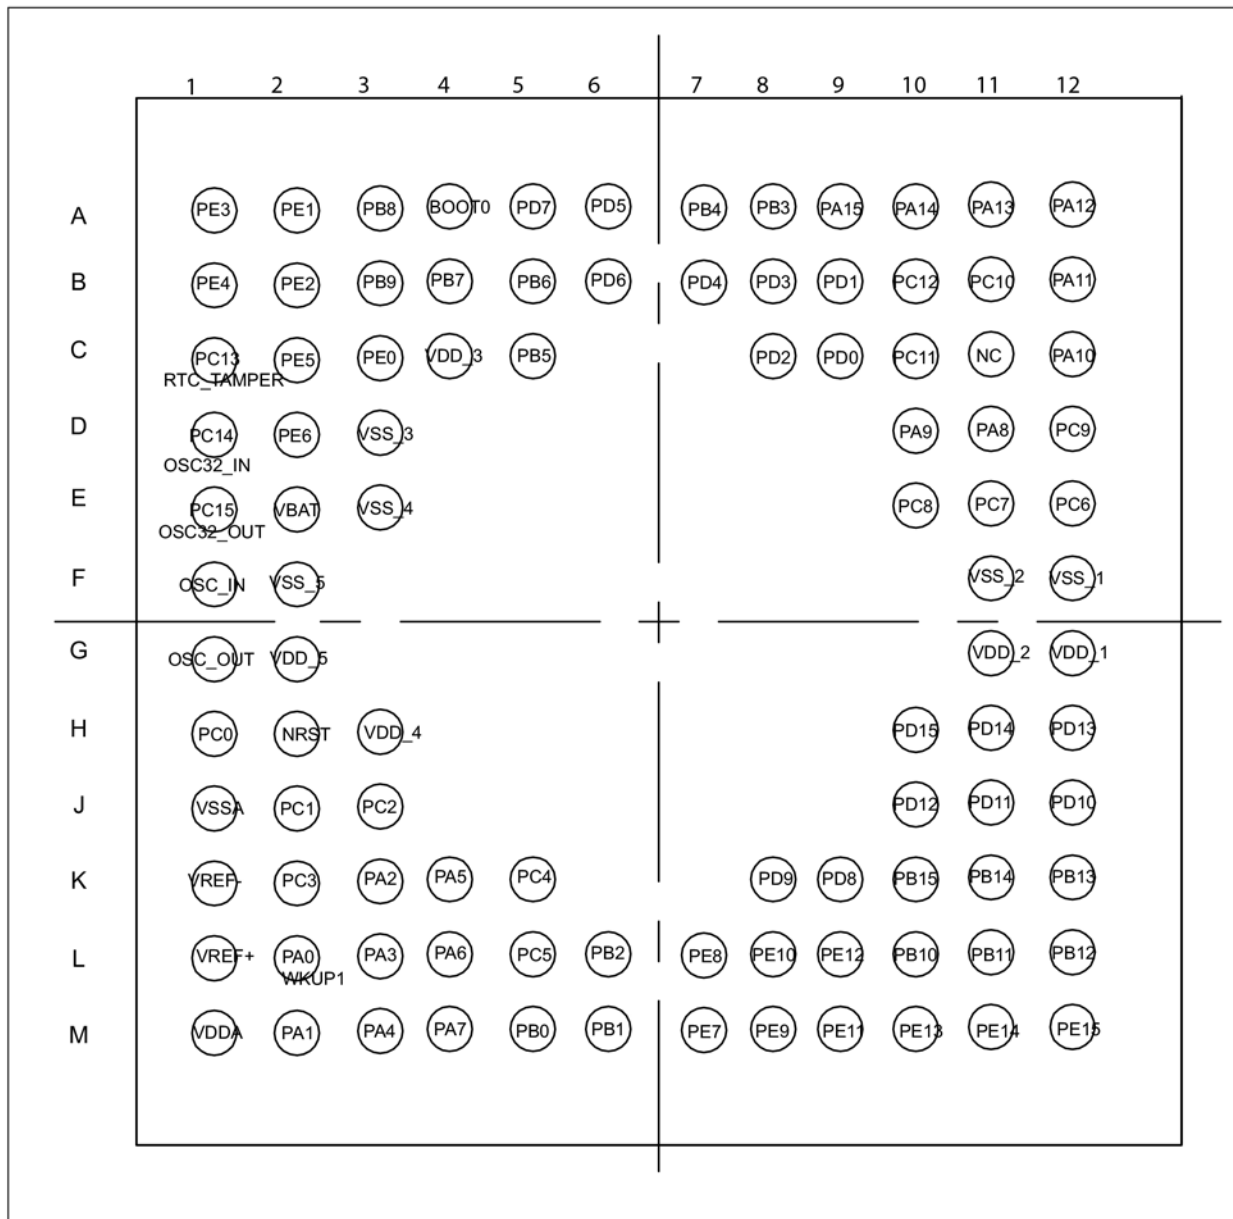 1 2 3 4 5 6 7 8 9 10 11 12
A PE3 PE1 PB8 BOOT0 PD7 PD5 PB4 PB3 PA15 PA14 PA13 PA12
B PE4 PE2 PB9 PB7 PB6 PD6 PD4 PD3 PD1 PC12 PC10 PA11
C PC13 PE5 PE0 VDD_3 PB5 PD2 PD0 PC11 NC PA10
RTC_TAMPER
D PC14 PE6 VSS_3 PA9 PA8 PC9
OSC32_IN
E PC15 VBAT VSS_4 PC8 PC7 PC6
OSC32_OUT
F OSC_IN VSS_5 VSS_2 VSS_1
G OSC_OUT VDD_5 VDD_2 VDD_1
H PC0 NRST VDD_4 PD15 PD14 PD13
J VSSA PC1 PC2 PD12 PD11 PD10
K VREF- PC3 PA2 PA5 PC4 PD9 PD8 PB15 PB14 PB13
L VREF+ PA0 PA3 PA6 PC5 PB2 PE8 PE10 PE12 PB10 PB11 PB12
WKUP1
M VDDA PA1 PA4 PA7 PB0 PB1 PE7 PE9 PE11 PE13 PE14 PE15